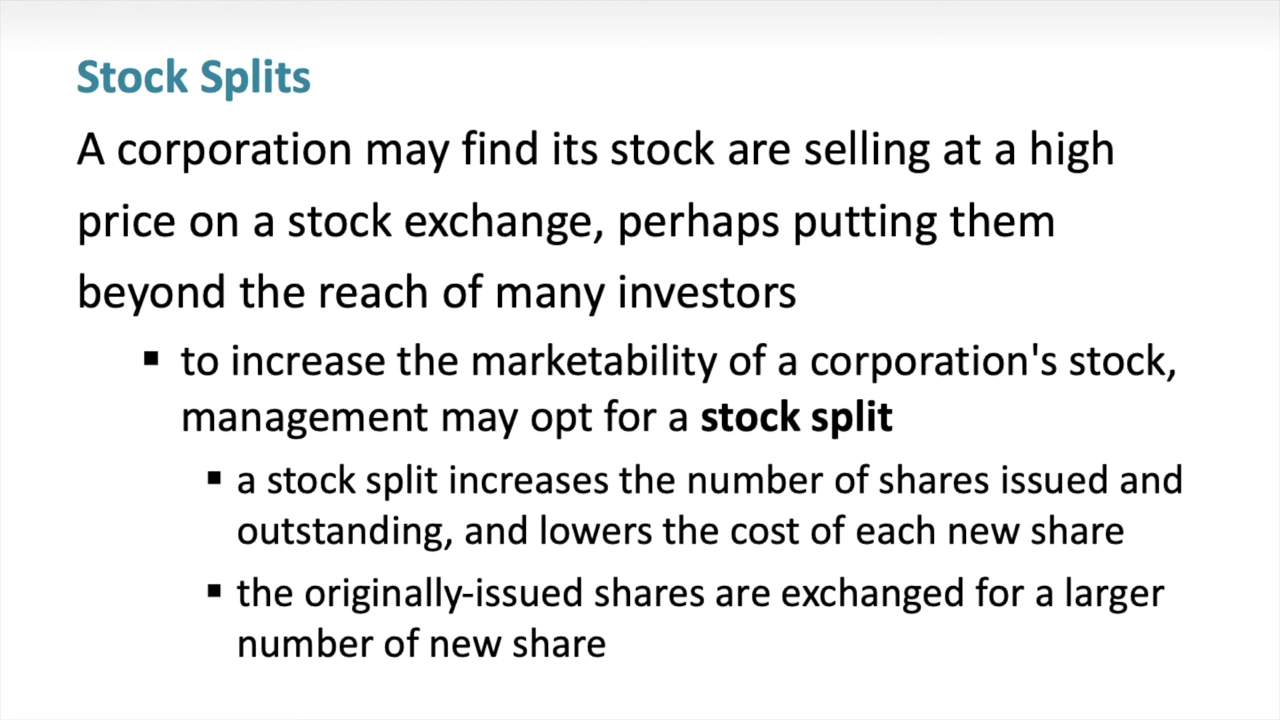 Stock Splits
A corporation may find its stock are selling at a high
price on a stock exchange, perhaps putting them
beyond the reach of many investors
▪ to increase the marketability of a corporation's stock,
management may opt for a stock split
▪ a stock split increases the number of shares issued and
outstanding, and lowers the cost of each new share
▪ the originally-issued shares are exchanged for a larger
number of new share